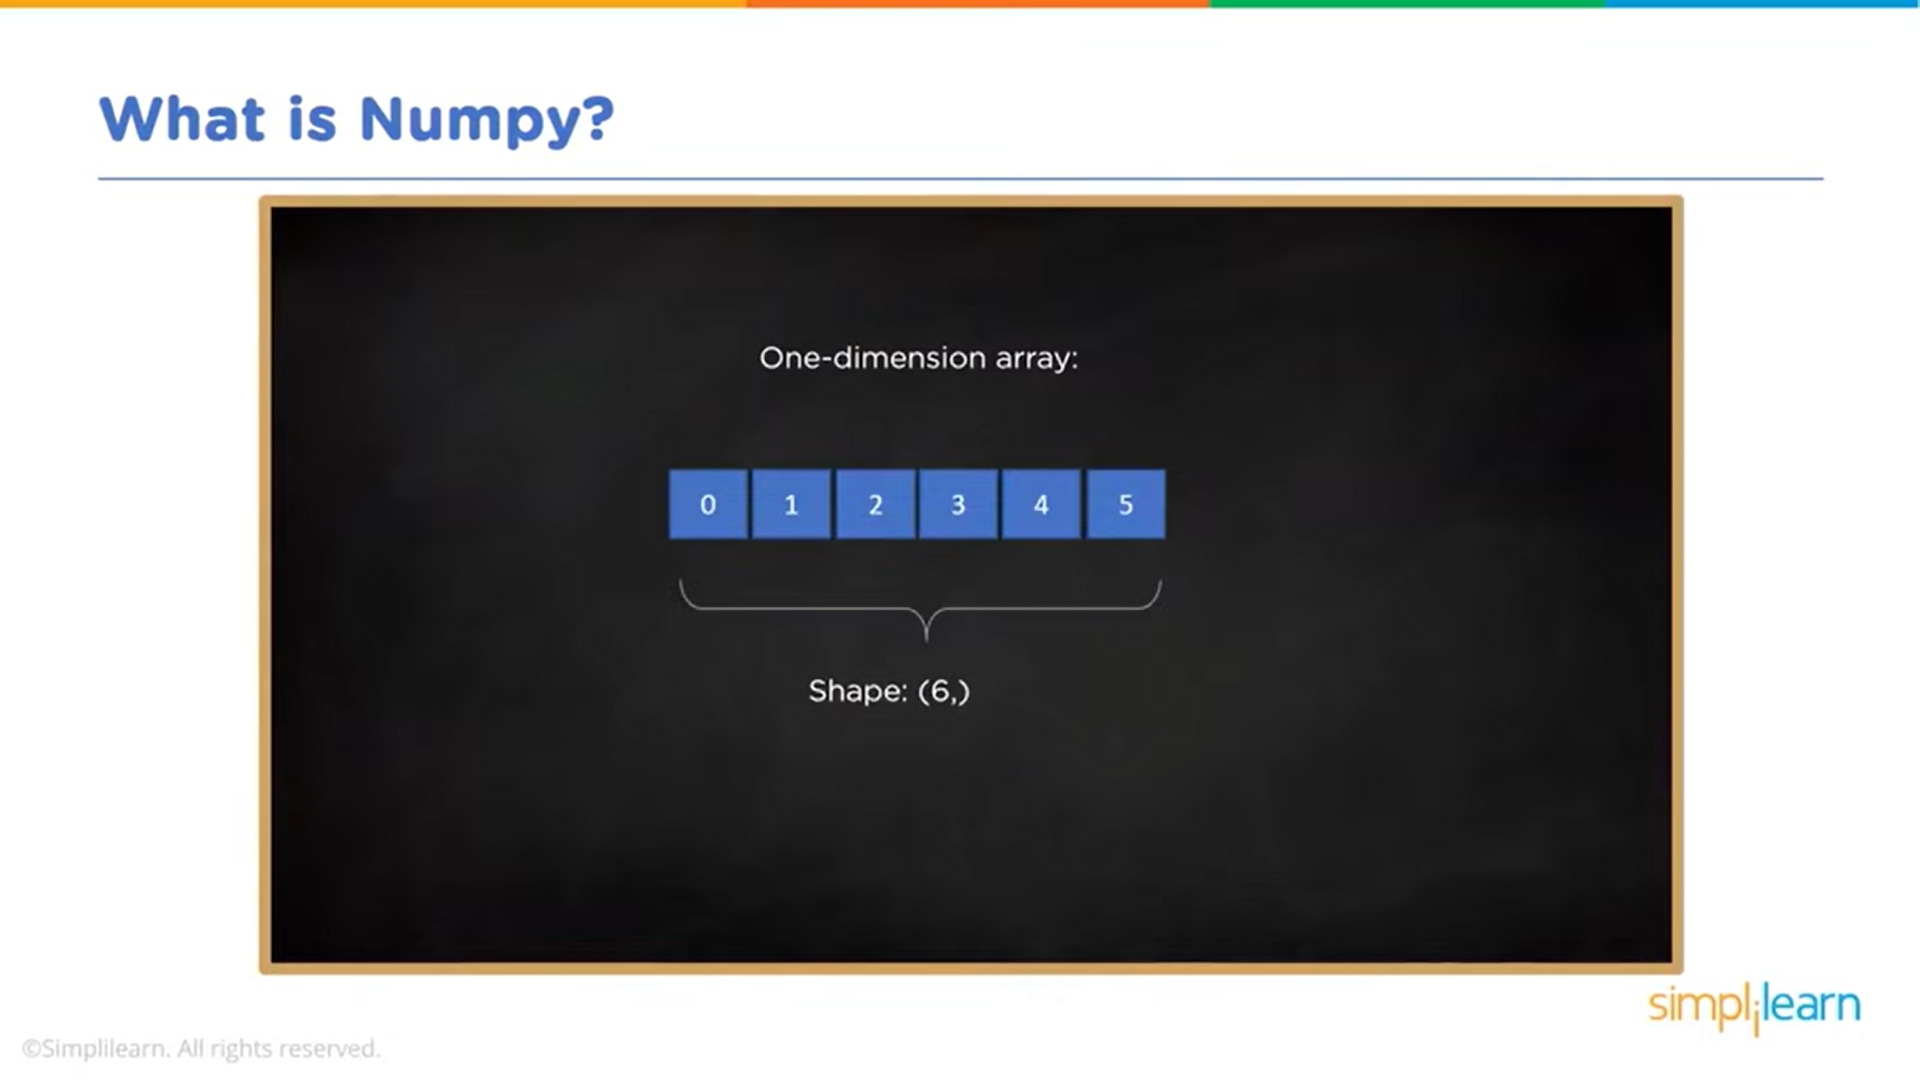 What is Numpy?
One-dimension array:
0 1 2 3 4 5
Shape: (6,)
simplilearn
©Simplilearn. All rights reserved.